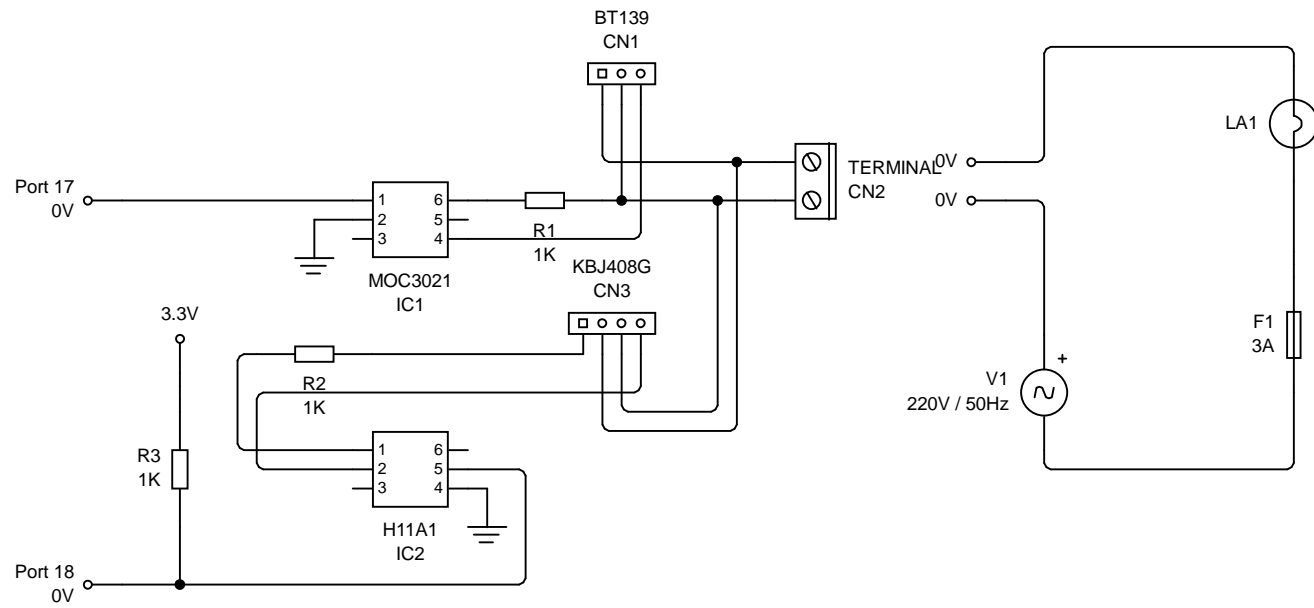 BT139
CN1
LA1
TERMINAL
CN2
0V
0V
Port 17
0V
1
2
3
6
5
4
R1
1K
MOC3021
IC1
KBJ408G
CN3
3.3V
F1
3A
+
V1
220V / 50Hz
R2
1K
R3
1K
1
2
3
6
5
4
H11A1
IC2
Port 18
0V